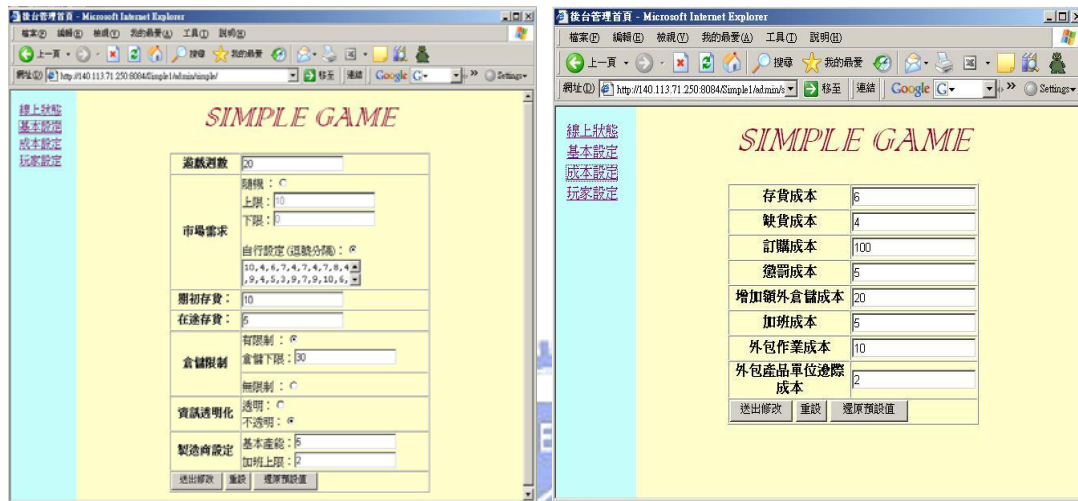 後台管理首頁 - Microsoft Internet Explorer
檔案(F) 編輯(E) 檢視(V) 我的最愛(A) 工具(T) 說明(H)
上一頁 搜尋 我的最愛
網址(D) http://140.113.71.250:8084/Simple1/admin/simple/ 移至 連結 Google G Settings
線上狀態
基本設定
成本設定
玩家設定
SIMPLE GAME
遊戲週數 20
市場需求
隨機：
上限：10
下限：0
自行設定(逗號分隔)：
10,4,6,7,4,7,4,7,8,4
,9,4,5,3,9,7,9,10,6,
期初存貨： 10
在途存貨： 5
倉儲限制
有限制：
倉儲下限：30
無限制：
資訊透明化
透明：
不透明：
製造商設定
基本產能：5
加班上限：2
送出修改 重設 還原預設值
後台管理首頁 - Microsoft Internet Explorer
檔案(F) 編輯(E) 檢視(V) 我的最愛(A) 工具(T) 說明(H)
上一頁 搜尋 我的最愛
網址(D) http://140.113.71.250:8084/Simple1/admin/s 移至 連結 Google G Settings
線上狀態
基本設定
成本設定
玩家設定
SIMPLE GAME
存貨成本 6
缺貨成本 4
訂購成本 100
懲罰成本 5
增加額外倉儲成本 20
加班成本 5
外包作業成本 10
外包產品單位邊際
成本 2
送出修改 重設 還原預設值